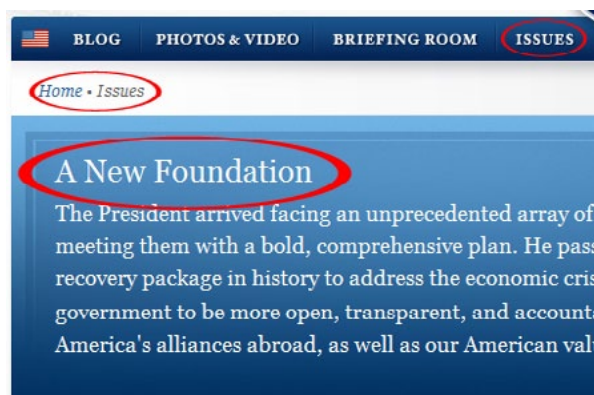 BLOG PHOTOS & VIDEO BRIEFING ROOM ISSUES
Home • Issues
A New Foundation
The President arrived facing an unprecedented array of
meeting them with a bold, comprehensive plan. He pass
recovery package in history to address the economic cris
government to be more open, transparent, and account
America's alliances abroad, as well as our American val